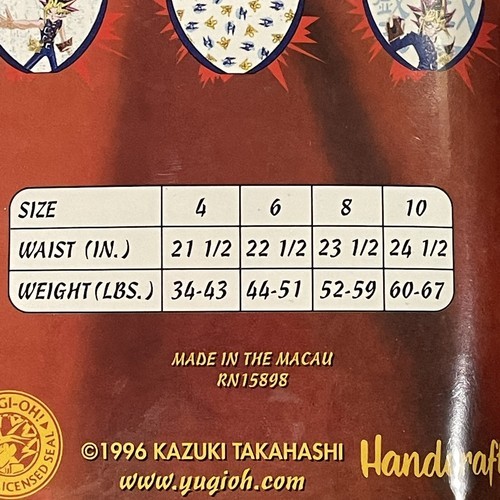 SIZE 4 6 8 10
WAIST (IN.) 21 1/2 22 1/2 23 1/2 24 1/2
WEIGHT (LBS.) 34-43 44-51 52-59 60-67
MADE IN THE MACAU
RN15898
GI-OH!
LICENSED SEAL
©1996 KAZUKI TAKAHASHI
www.yugioh.com
Handcraft